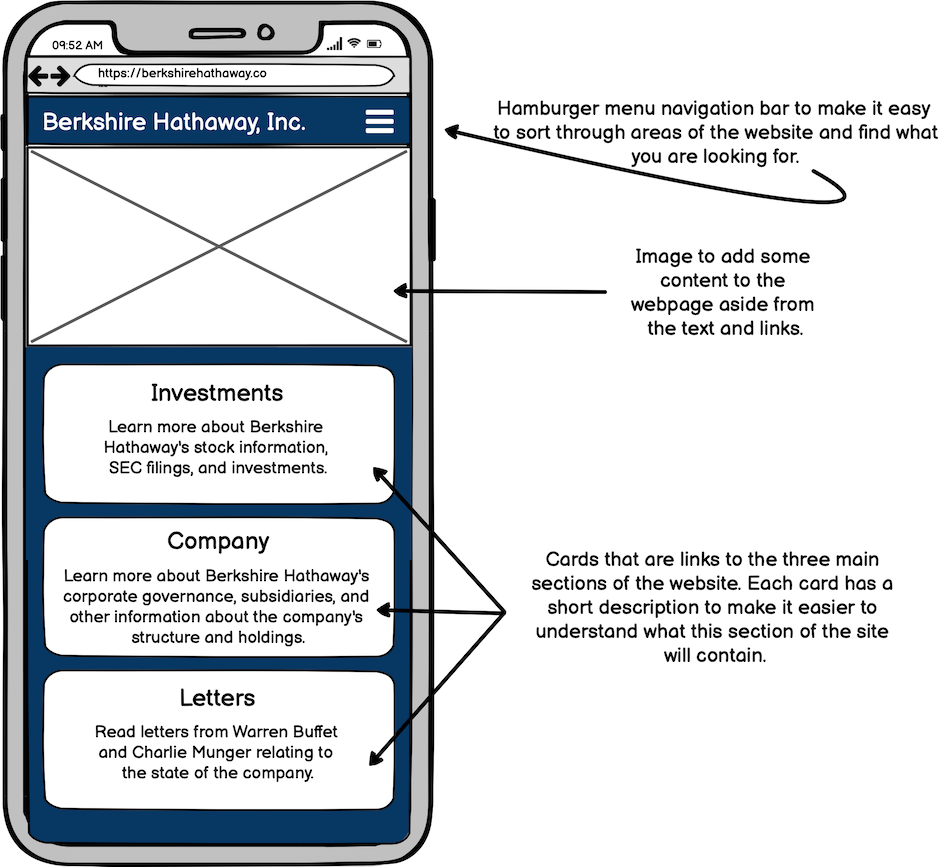 09:52 AM
https://berkshirehathaway.co
Berkshire Hathaway, Inc.
Hamburger menu navigation bar to make it easy
to sort through areas of the website and find what
you are looking for.
Image to add some
content to the
webpage aside from
the text and links.
Investments
Learn more about Berkshire
Hathaway's stock information,
SEC filings, and investments.
Company
Learn more about Berkshire Hathaway's
corporate governance, subsidiaries, and
other information about the company's
structure and holdings.
Cards that are links to the three main
sections of the website. Each card has a
short description to make it easier to
understand what this section of the site
will contain.
Letters
Read letters from Warren Buffet
and Charlie Munger relating to
the state of the company.